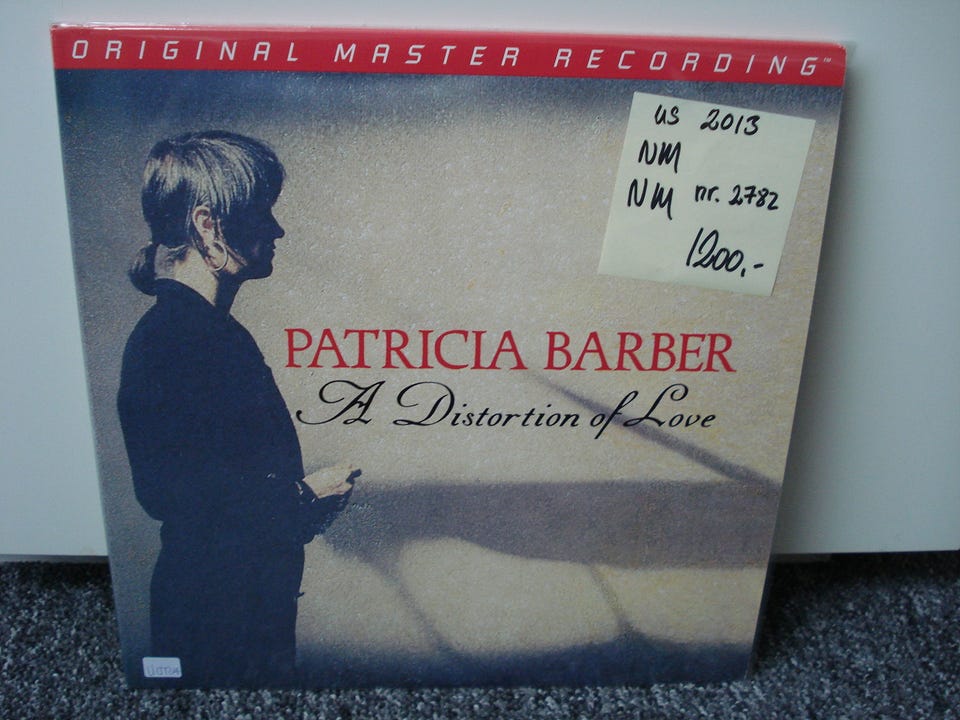 ORIGINAL MASTER RECORDING™
us 2013
NM
NM nr. 2782
1200,-
PATRICIA BARBER
A Distortion of Love